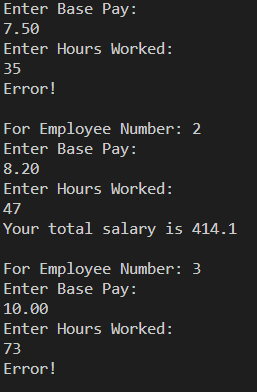 Enter Base Pay:
7.50
Enter Hours Worked:
35
Error!

For Employee Number: 2
Enter Base Pay:
8.20
Enter Hours Worked:
47
Your total salary is 414.1

For Employee Number: 3
Enter Base Pay:
10.00
Enter Hours Worked:
73
Error!